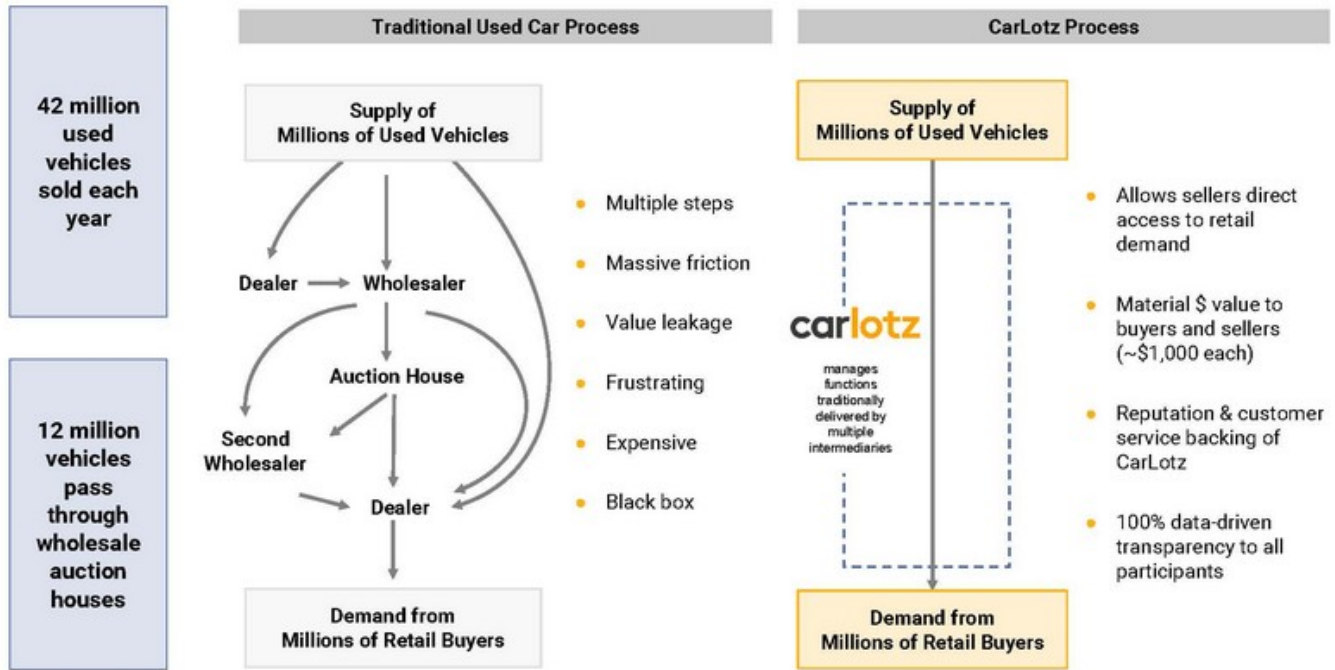 42 million
used
vehicles
sold each
year
12 million
vehicles
pass
through
wholesale
auction
houses
Traditional Used Car Process
Supply of
Millions of Used Vehicles
Dealer
Wholesaler
Auction House
Second
Wholesaler
Dealer
Demand from
Millions of Retail Buyers
Multiple steps
Massive friction
Value leakage
Frustrating
Expensive
Black box
CarLotz Process
Supply of
Millions of Used Vehicles
carlotz
manages
functions
traditionally
delivered by
multiple
intermediaries
Demand from
Millions of Retail Buyers
Allows sellers direct
access to retail
demand
Material $ value to
buyers and sellers
(~$1,000 each)
Reputation & customer
service backing of
CarLotz
100% data-driven
transparency to all
participants